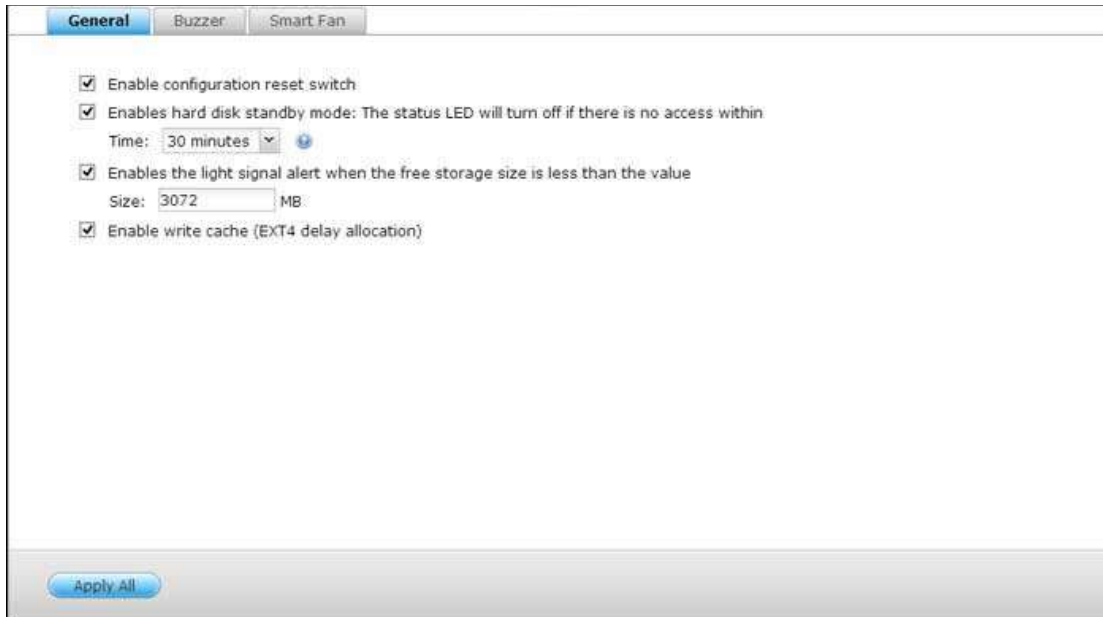 General Buzzer Smart Fan
Enable configuration reset switch
Enables hard disk standby mode: The status LED will turn off if there is no access within
Time: 30 minutes
Enables the light signal alert when the free storage size is less than the value
Size: 3072 MB
Enable write cache (EXT4 delay allocation)
Apply All